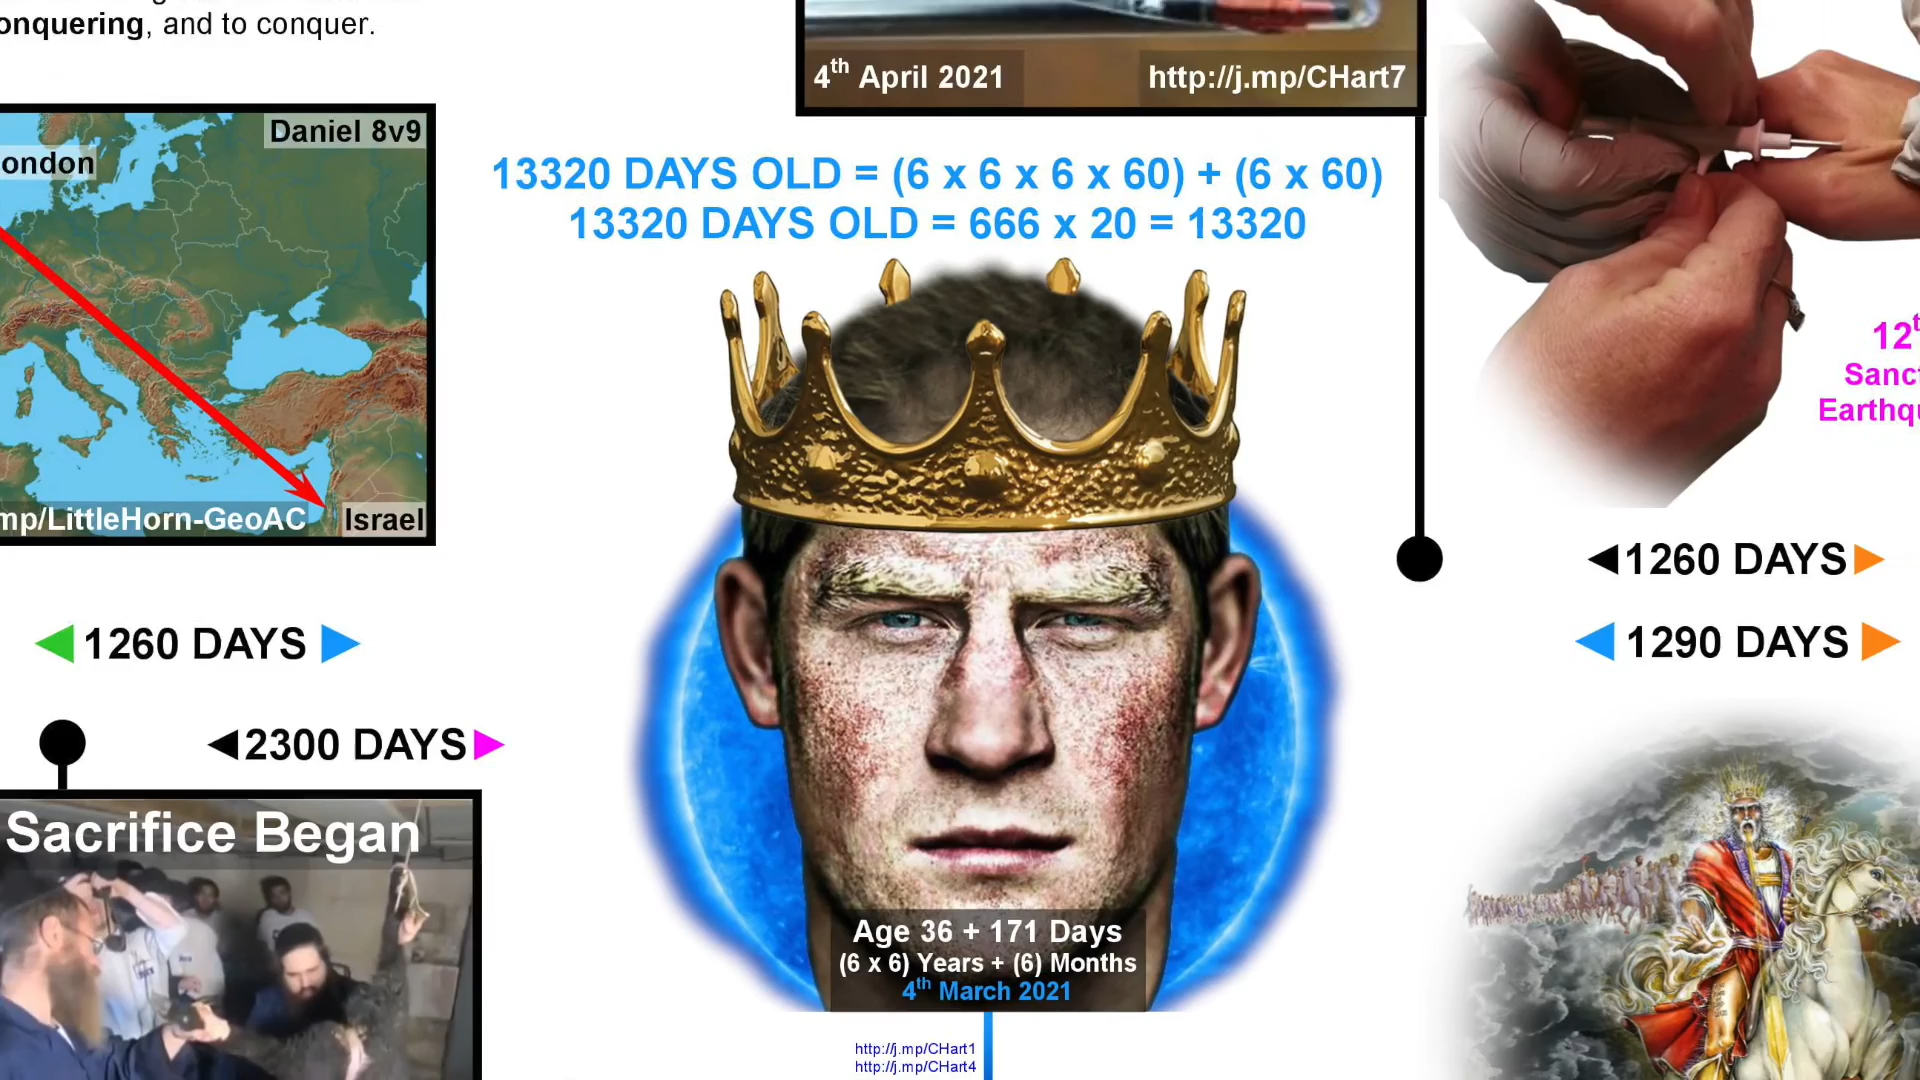 onquering, and to conquer.
4th April 2021
http://j.mp/CHart7
Daniel 8v9
ondon
mp/LittleHorn-GeoAC
Israel
13320 DAYS OLD = (6 x 6 x 6 x 60) + (6 x 60)
13320 DAYS OLD = 666 x 20 = 13320
12t
Sanct
Earthqu
1260 DAYS
1290 DAYS
1260 DAYS
2300 DAYS
Sacrifice Began
Age 36 + 171 Days
(6 x 6) Years + (6) Months
4th March 2021
http://j.mp/CHart1
http://j.mp/CHart4